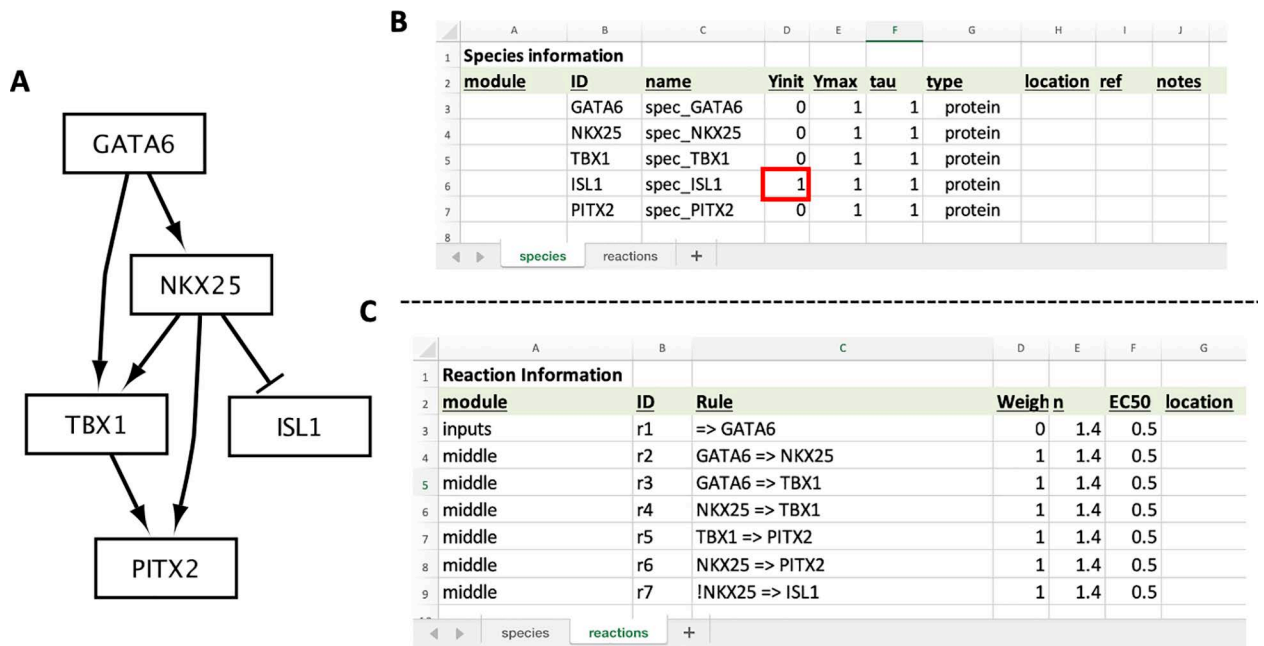 A
GATA6
NKX25
TBX1
ISL1
PITX2
B
A B C D E F G H I J
1 Species information
2 module ID name Yinit Ymax tau type location ref notes
3 GATA6 spec_GATA6 0 1 1 protein
4 NKX25 spec_NKX25 0 1 1 protein
5 TBX1 spec_TBX1 0 1 1 protein
6 ISL1 spec_ISL1 1 1 1 protein
7 PITX2 spec_PITX2 0 1 1 protein
8
species reactions +
C
A B C D E F G
1 Reaction Information
2 module ID Rule Weigh n EC50 location
3 inputs r1 => GATA6 0 1.4 0.5
4 middle r2 GATA6 => NKX25 1 1.4 0.5
5 middle r3 GATA6 => TBX1 1 1.4 0.5
6 middle r4 NKX25 => TBX1 1 1.4 0.5
7 middle r5 TBX1 => PITX2 1 1.4 0.5
8 middle r6 NKX25 => PITX2 1 1.4 0.5
9 middle r7 !NKX25 => ISL1 1 1.4 0.5
species reactions +